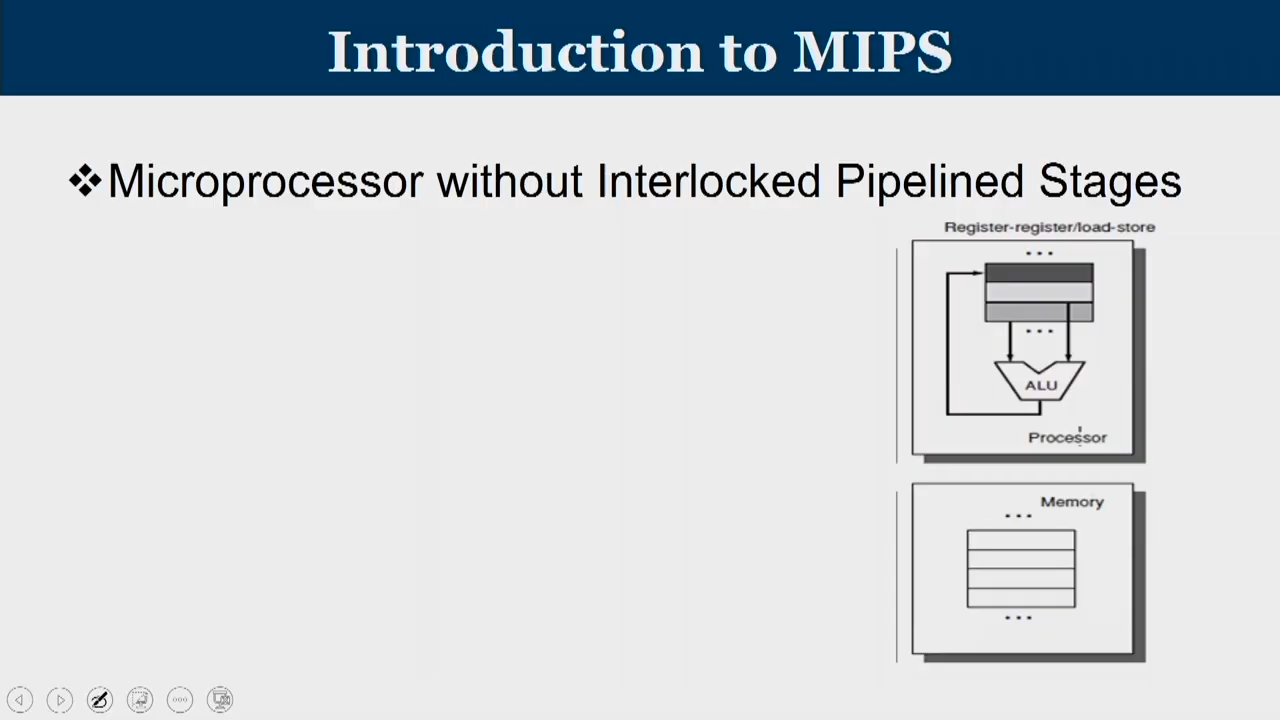 Introduction to MIPS
❖Microprocessor without Interlocked Pipelined Stages
Register-register/load-store
...
...
ALU
Processor
Memory
...
...